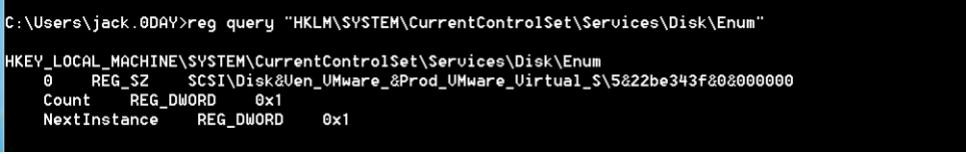 C:\Users\jack.0DAY>reg query "HKLM\SYSTEM\CurrentControlSet\Services\Disk\Enum"
HKEY_LOCAL_MACHINE\SYSTEM\CurrentControlSet\Services\Disk\Enum
0 REG_SZ SCSI\Disk&Ven_VMware_&Prod_VMware_Virtual_S\5&22be343f&0&000000
Count REG_DWORD 0x1
NextInstance REG_DWORD 0x1